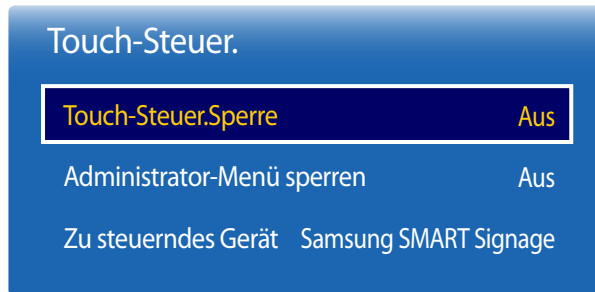 Touch-Steuer.
Touch-Steuer.Sperre Aus
Administrator-Menü sperren Aus
Zu steuerndes Gerät Samsung SMART Signage